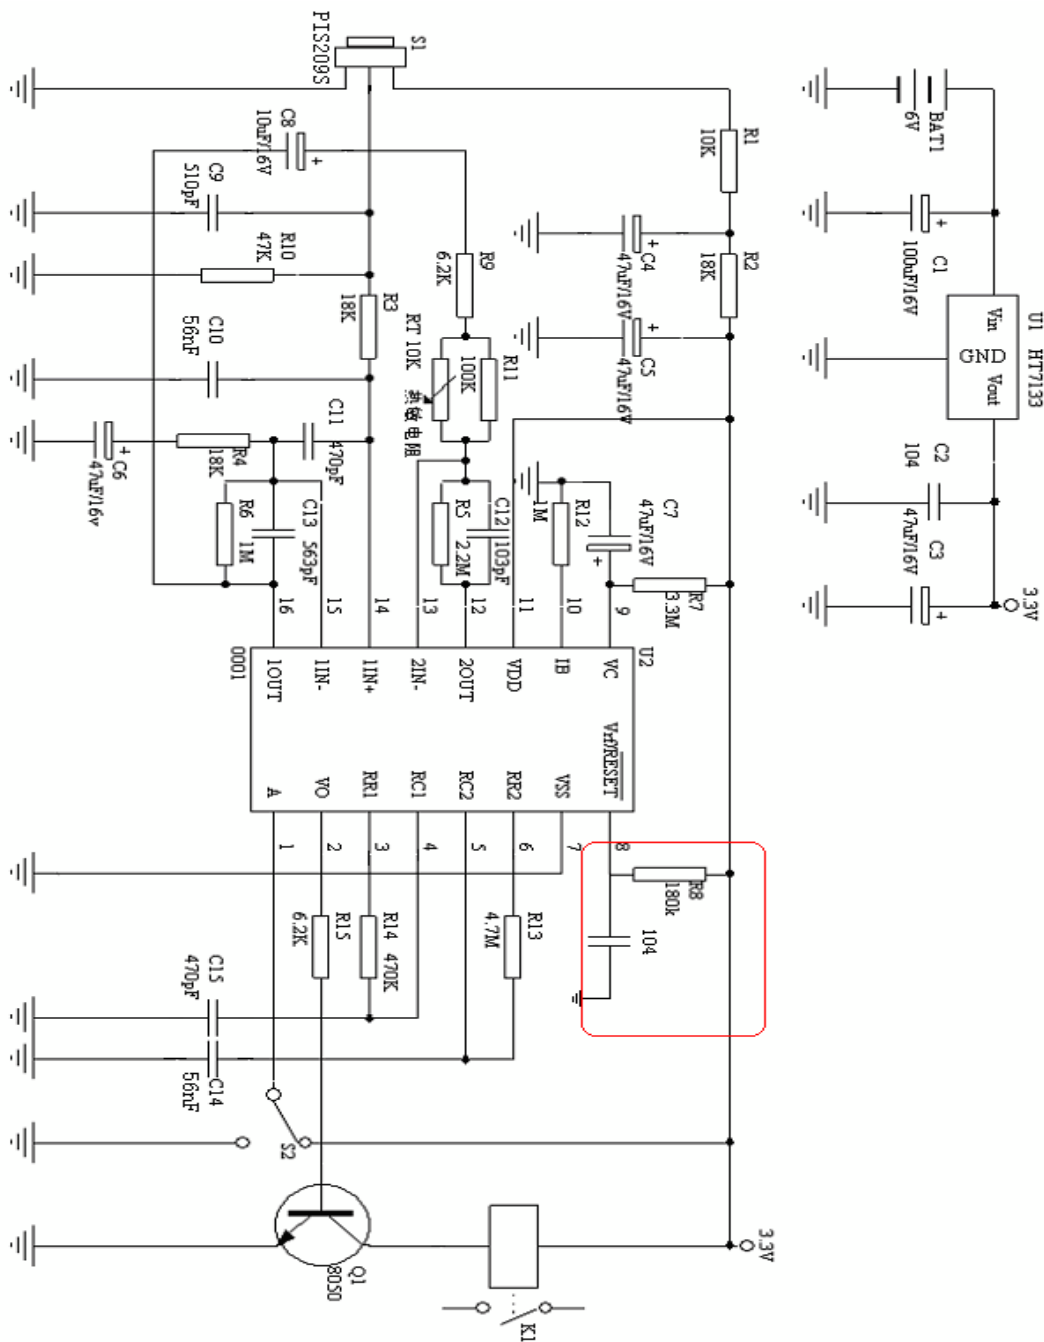 BAT1
6V
C1
100uF/16V
U1
HT7133
Vin
GND
Vout
C2
104
C3
47uF/16V
3.3V
S1
PIS209S
R1
10K
C4
47uF/16V
R2
18K
C5
47uF/16V
C8
10uF/16V
C9
510pF
R10
47K
R9
6.2K
R3
18K
RT 10K
热敏电阻
R11
100K
C10
56nF
C11
470pF
R4
18K
C6
47uF/16v
R6
1M
C13
563pF
R5
2.2M
C12
103pF
R12
1M
C7
47uF/16V
R7
3.3M
16
15
14
13
12
11
10
9
U2
0001
1OUT
1IN-
1IN+
2IN-
2OUT
VDD
IB
VC
A
VO
RR1
RC1
RC2
RR2
VSS
Vrf/RESET
1
2
3
4
5
6
7
8
R8
180k
104
R15
6.2K
R14
470K
R13
4.7M
C15
470pF
C14
56nF
S2
Q1
8050
K1
3.3V